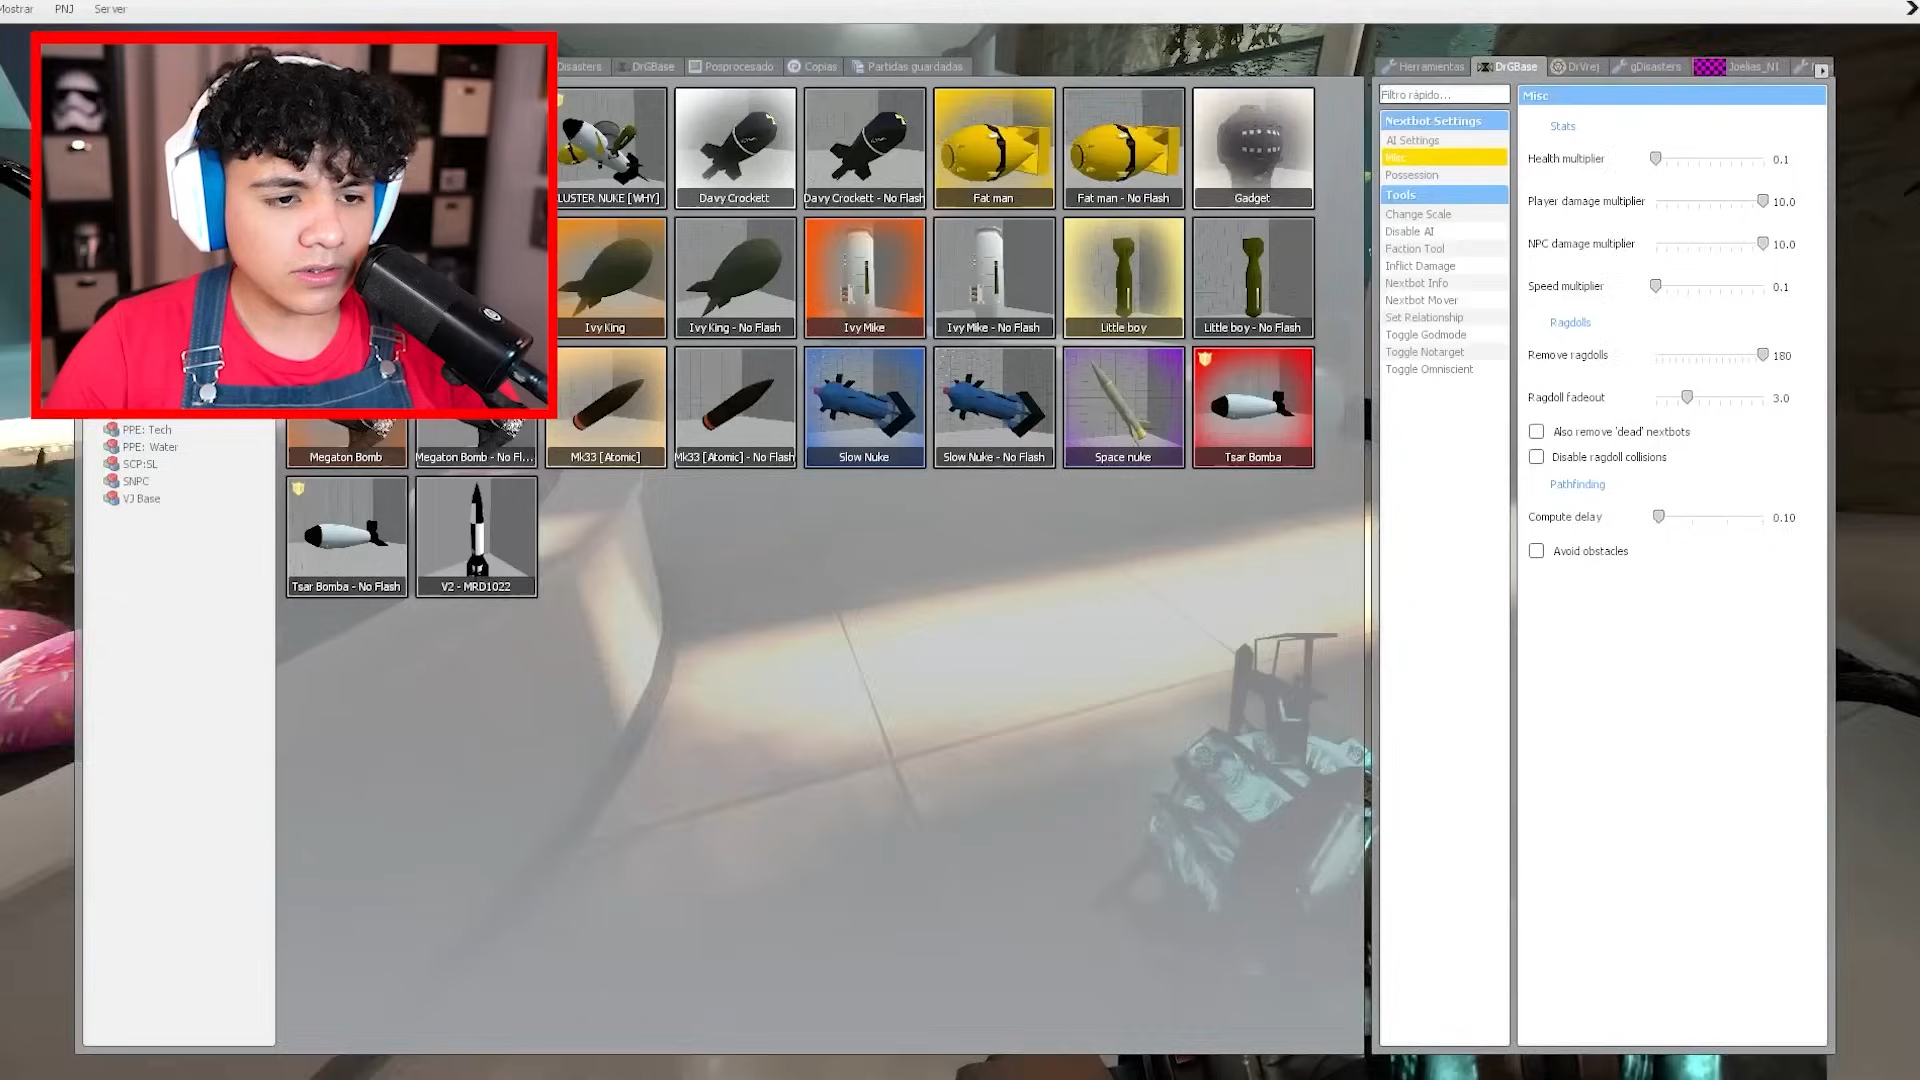 Mostrar PNJ Server
Disasters DrGBase Posprocesado Copias Partidas guardadas
Herramientas DrGBase DrVrej gDisasters Joelias_NI
LUSTER NUKE [WHY]
Davy Crockett
Davy Crockett - No Flash
Fat man
Fat man - No Flash
Gadget
Ivy King
Ivy King - No Flash
Ivy Mike
Ivy Mike - No Flash
Little boy
Little boy - No Flash
Megaton Bomb
Megaton Bomb - No Fl...
Mk33 [Atomic]
Mk33 [Atomic] - No Flash
Slow Nuke
Slow Nuke - No Flash
Space nuke
Tsar Bomba
Tsar Bomba - No Flash
V2 - MRD1022
PPE: Tech
PPE: Water
SCP:SL
SNPC
VJ Base
Filtro rápido...
Nextbot Settings
AI Settings
Misc
Possession
Tools
Change Scale
Disable AI
Faction Tool
Inflict Damage
Nextbot Info
Nextbot Mover
Set Relationship
Toggle Godmode
Toggle Notarget
Toggle Omniscient
Misc
Stats
Health multiplier 0.1
Player damage multiplier 10.0
NPC damage multiplier 10.0
Speed multiplier 0.1
Ragdolls
Remove ragdolls 180
Ragdoll fadeout 3.0
Also remove 'dead' nextbots
Disable ragdoll collisions
Pathfinding
Compute delay 0.10
Avoid obstacles